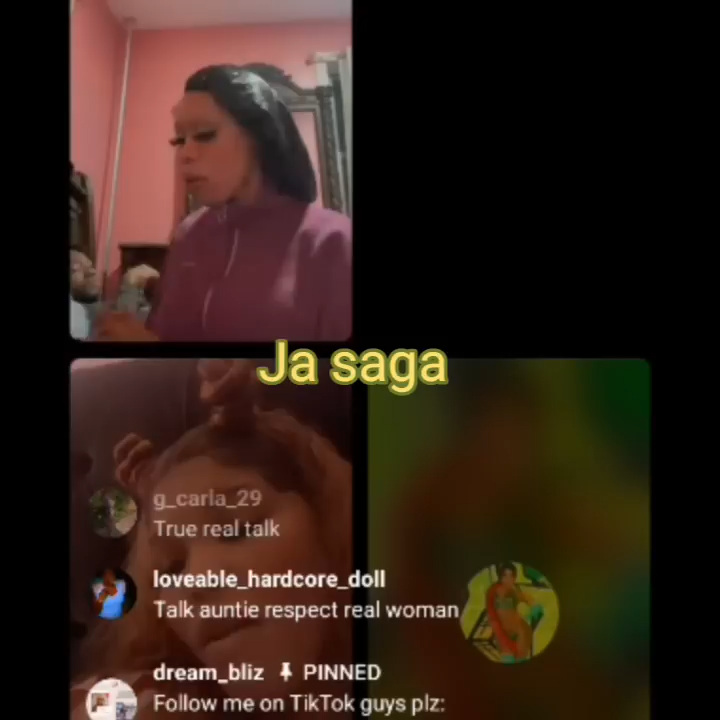 Ja saga
g_carla_29
True real talk
loveable_hardcore_doll
Talk auntie respect real woman
dream_bliz PINNED
Follow me on TikTok guys plz: